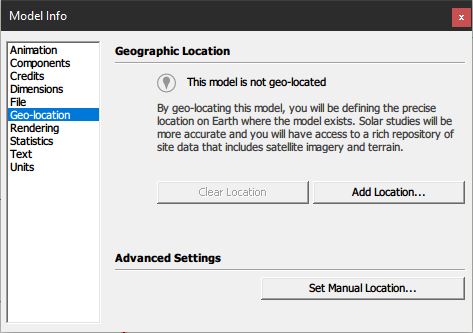 Model Info
x
Animation
Components
Credits
Dimensions
File
Geo-location
Rendering
Statistics
Text
Units
Geographic Location
This model is not geo-located
By geo-locating this model, you will be defining the precise
location on Earth where the model exists. Solar studies will be
more accurate and you will have access to a rich repository of
site data that includes satellite imagery and terrain.
Clear Location
Add Location...
Advanced Settings
Set Manual Location...